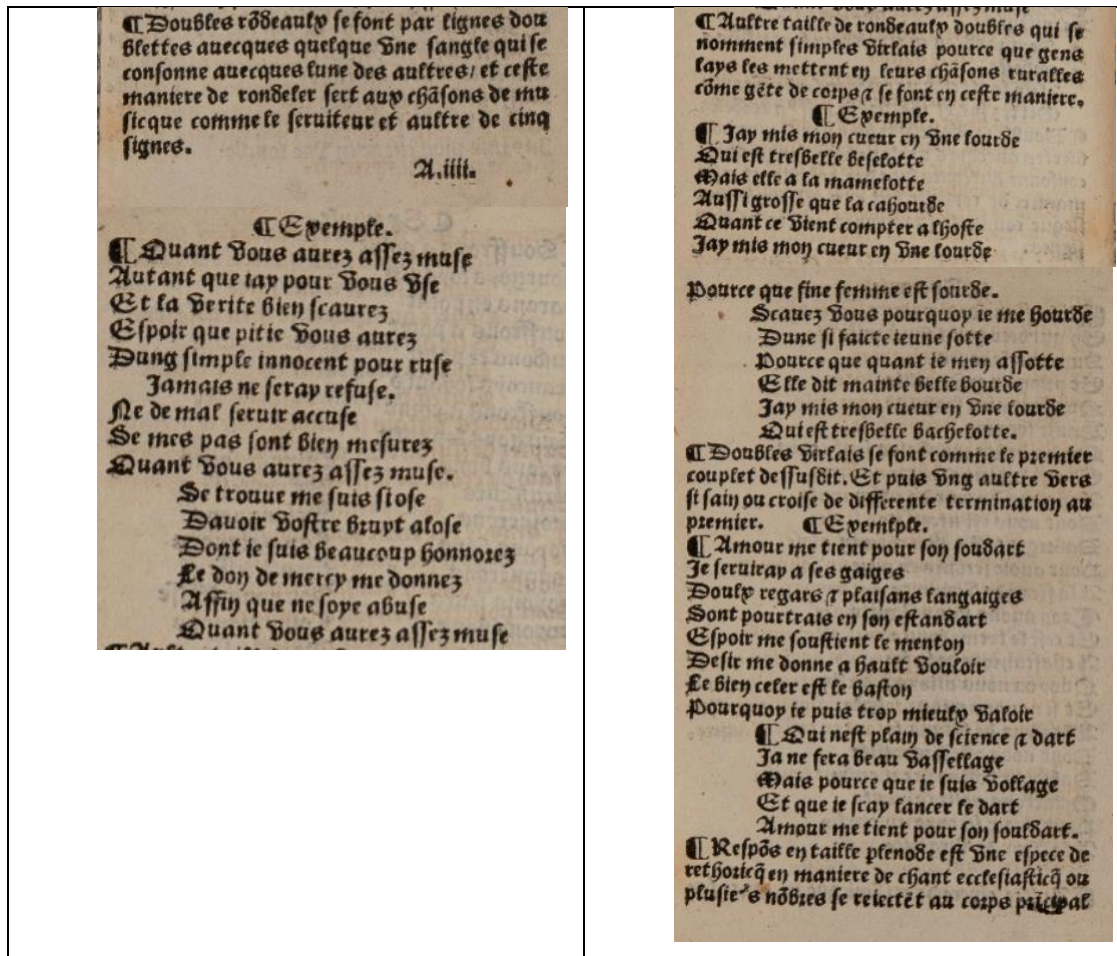 ¶ Doubles rõdeaulx se font par lignes dou
blettes auecques quelque vne sangle qui se
consonne auecques lune des aultres/ et ceste
maniere de rondeler sert aux chãsons de mu
sicque comme le seruiteur et aultre de cinq
signes.
A.iiii.
¶ Exemple.
¶ Quant vous aurez assez muse
Autant que iay pour vous vse
Et la verite bien scaurez
Espoir que pitie vous aurez
Dung simple innocent pour ruse
Jamais ne seray refuse.
Ne de mal seruir accuse
Se mes pas sont bien mesurez
Quant vous aurez assez muse.
Se trouue me suis si ose
Dauoir vostre bruyt alose
Dont ie suis beaucoup honnorez
Le don de mercy me donnez
Affin que ne soye abuse
Quant vous aurez assez muse
¶ Aultre taille de rondeaulx doubles qui se
nomment simples virlais pource que gens
lays les mettent en leurs chãsons ruralles
cõme gẽte de corps ⁊ se font en ceste maniere.
¶ Exemple.
¶ Jay mis mon cueur en vne lourde
Qui est tresbelle beselotte
Mais elle a la mamelotte
Aussi grosse que la cahourde
Quant ce vient compter a lhoste
Jay mis mon cueur en vne lourde
Pource que fine femme est sourde.
Scauez vous pourquoy ie me hourde
Dune si faicte ieune sotte
Pource que quant ie men assotte
Elle dit mainte belle bourde
Jay mis mon cueur en vne lourde
Qui est tresbelle bachelotte.
¶ Doubles virlais se font comme le premier
couplet dessusdit. Et puis vng aultre vers
si sain ou croise de differente termination au
premier. ¶ Exemlple.
¶ Amour me tient pour son soudart
Je seruiray a ses gaiges
Doulx regars ⁊ plaisans langaiges
Sont pourtrais en son estandart
Espoir me soustient le menton
Desir me donne a hault vouloir
Le bien celer est le baston
Pourquoy ie puis trop mieulx valoir
¶ Qui nest plain de science ⁊ dart
Ja ne fera beau vassellage
Mais pource que ie suis vollage
Et que ie scay lancer le dart
Amour me tient pour son souldart.
¶ Respõs en taille plenode est vne espece de
rethoricq̃ en maniere de chant ecclesiasticq̃ ou
plusie's nõbres se reiectẽt au corps prĩcipal